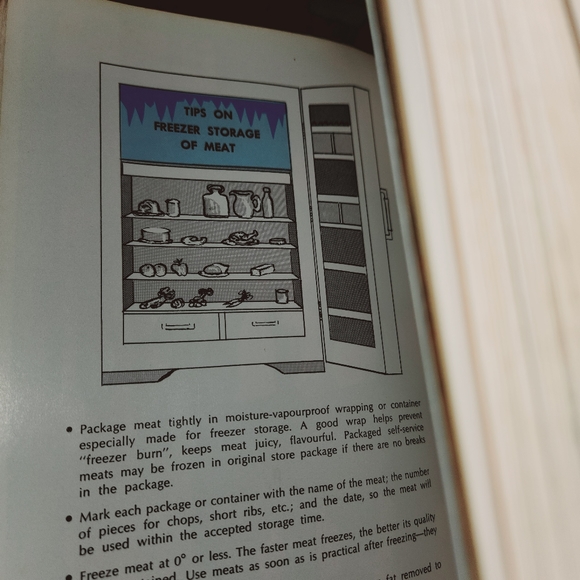 TIPS ON
FREEZER STORAGE
OF MEAT
• Package meat tightly in moisture-vapourproof wrapping or container
especially made for freezer storage. A good wrap helps prevent
"freezer burn", keeps meat juicy, flavourful. Packaged self-service
meats may be frozen in original store package if there are no breaks
in the package.
• Mark each package or container with the name of the meat; the number
of pieces for chops, short ribs, etc.; and the date, so the meat will
be used within the accepted storage time.
• Freeze meat at 0° or less. The faster meat freezes, the better its quality
Use meats as soon as is practical after freezing—they
fat removed to